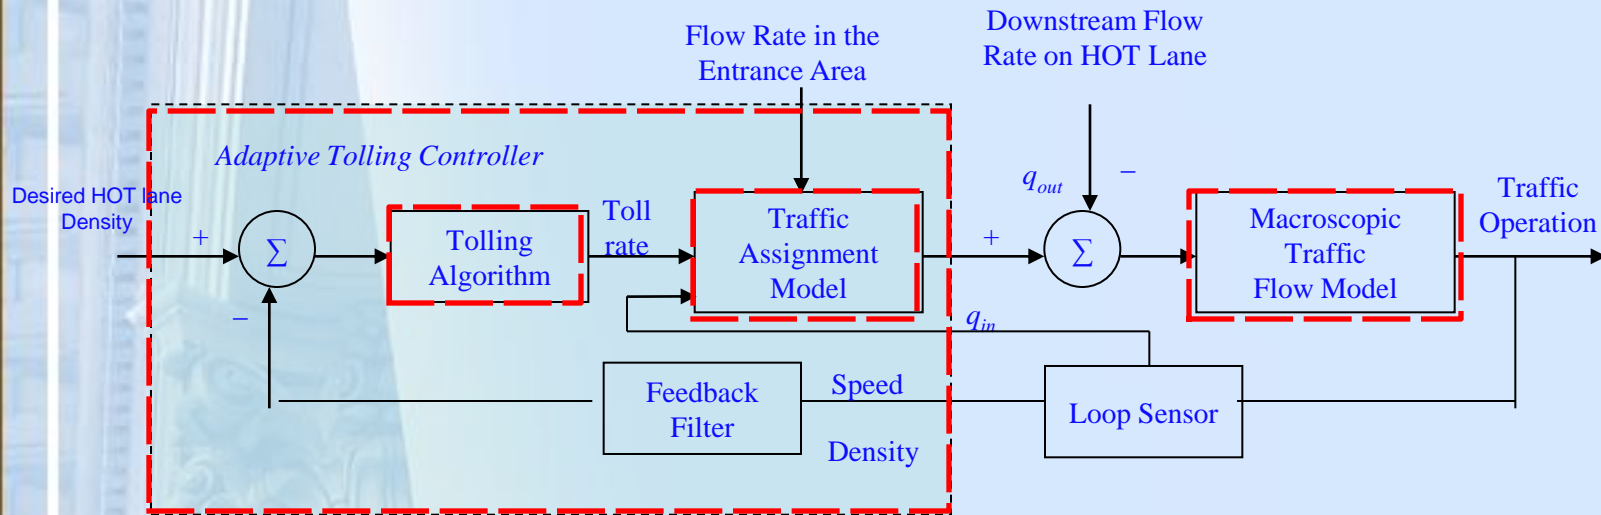 Downstream Flow
Rate on HOT Lane
Flow Rate in the
Entrance Area
Adaptive Tolling Controller
Desired HOT lane
Density
+
−
∑
Tolling
Algorithm
Toll
rate
Traffic
Assignment
Model
+
q_out
−
∑
Macroscopic
Traffic
Flow Model
Traffic
Operation
q_in
Feedback
Filter
Speed
Density
Loop Sensor